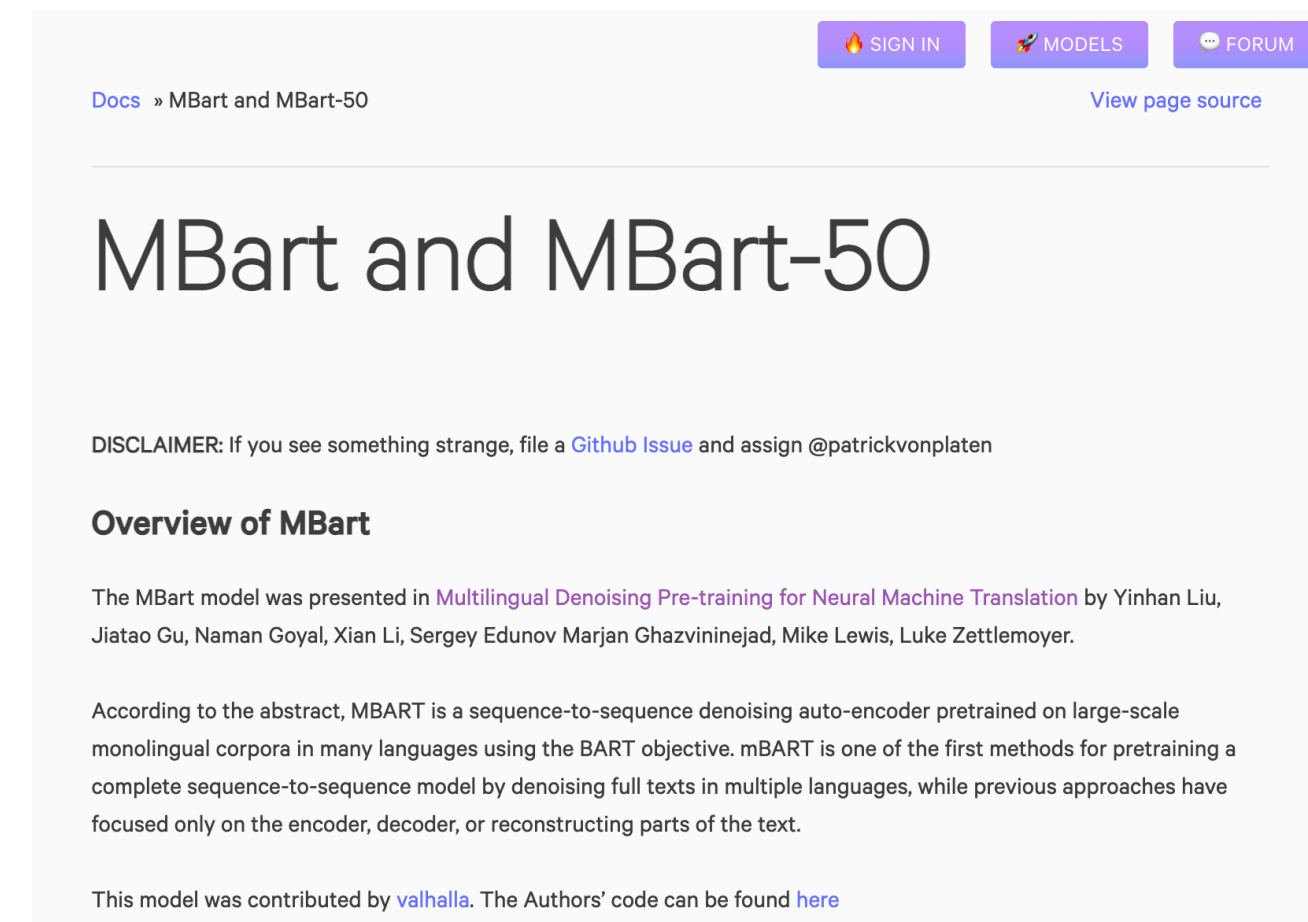 🔥 SIGN IN 🚀 MODELS 💬 FORUM
Docs » MBart and MBart-50 View page source
MBart and MBart-50
DISCLAIMER: If you see something strange, file a Github Issue and assign @patrickvonplaten
Overview of MBart
The MBart model was presented in Multilingual Denoising Pre-training for Neural Machine Translation by Yinhan Liu,
Jiatao Gu, Naman Goyal, Xian Li, Sergey Edunov Marjan Ghazvininejad, Mike Lewis, Luke Zettlemoyer.
According to the abstract, MBART is a sequence-to-sequence denoising auto-encoder pretrained on large-scale
monolingual corpora in many languages using the BART objective. mBART is one of the first methods for pretraining a
complete sequence-to-sequence model by denoising full texts in multiple languages, while previous approaches have
focused only on the encoder, decoder, or reconstructing parts of the text.
This model was contributed by valhalla. The Authors’ code can be found here